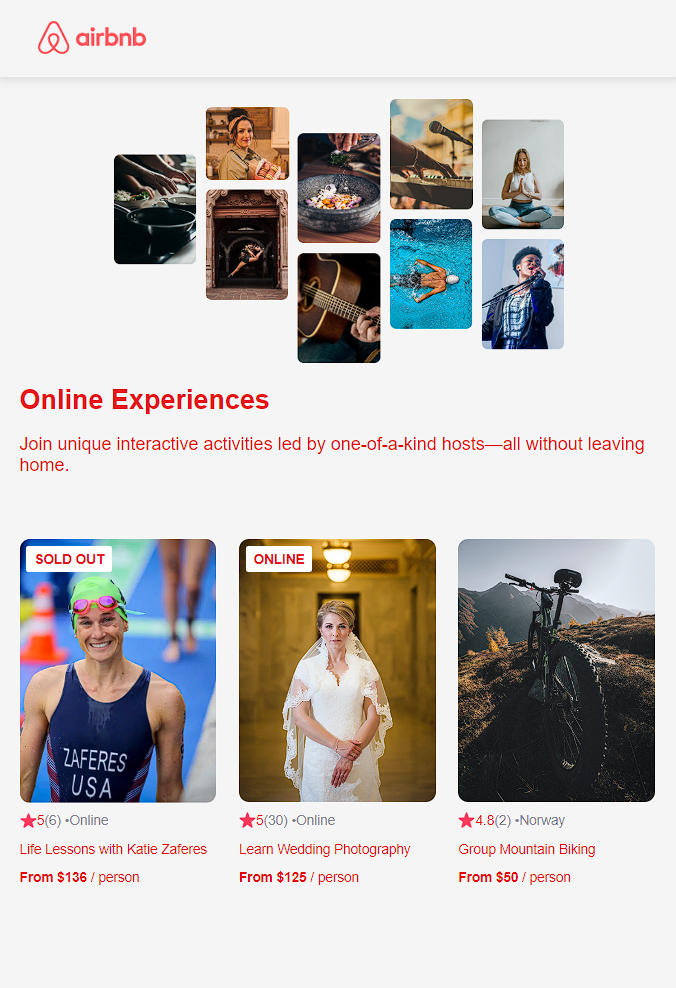 airbnb
Online Experiences
Join unique interactive activities led by one-of-a-kind hosts—all without leaving
home.
SOLD OUT
ZAFERES
USA
5(6) •Online
Life Lessons with Katie Zaferes
From $136 / person
ONLINE
5(30) •Online
Learn Wedding Photography
From $125 / person
4.8(2) •Norway
Group Mountain Biking
From $50 / person